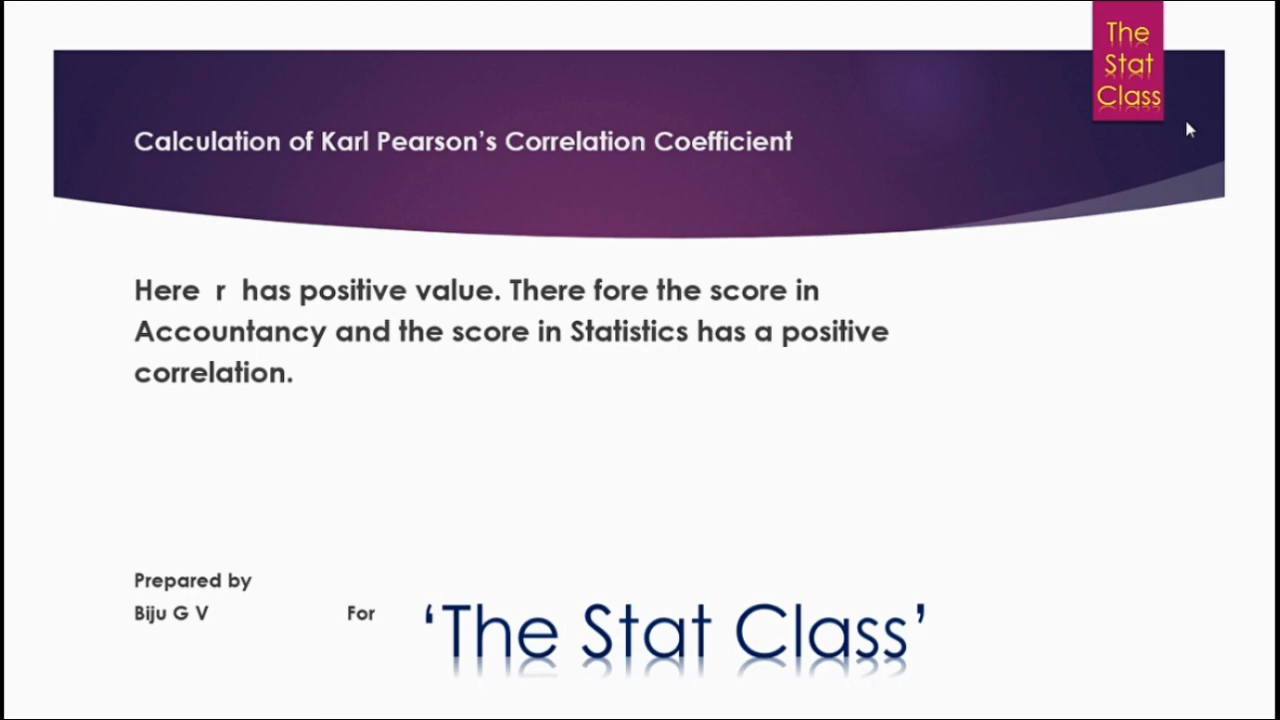 The
Stat
Class
Calculation of Karl Pearson’s Correlation Coefficient
Here r has positive value. There fore the score in
Accountancy and the score in Statistics has a positive
correlation.
Prepared by
Biju G V For ‘The Stat Class’